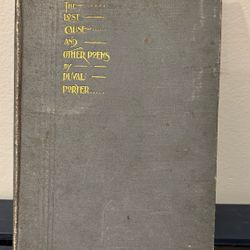 THE
LOST
CAUSE
AND
OTHER POEMS
BY
DUVAL
PORTER